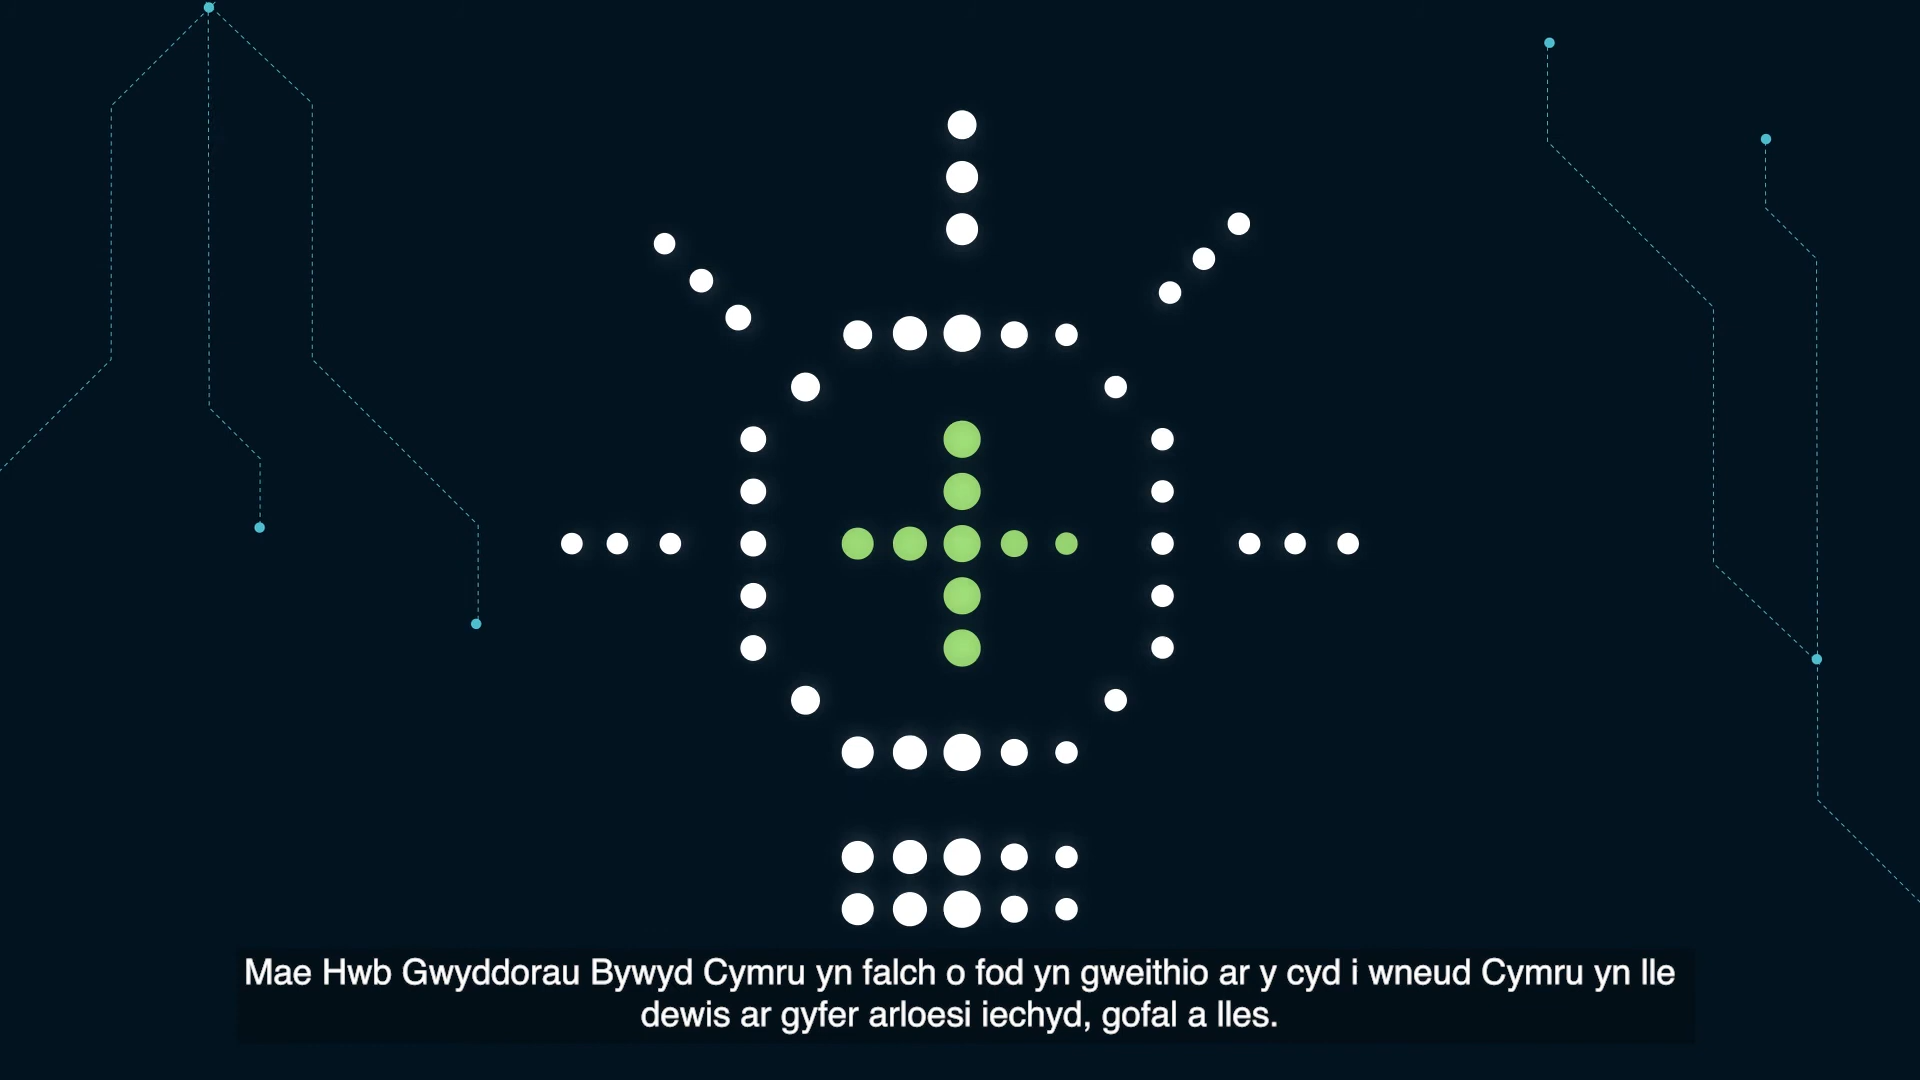 Mae Hwb Gwyddorau Bywyd Cymru yn falch o fod yn gweithio ar y cyd i wneud Cymru yn lle
dewis ar gyfer arloesi iechyd, gofal a lles.